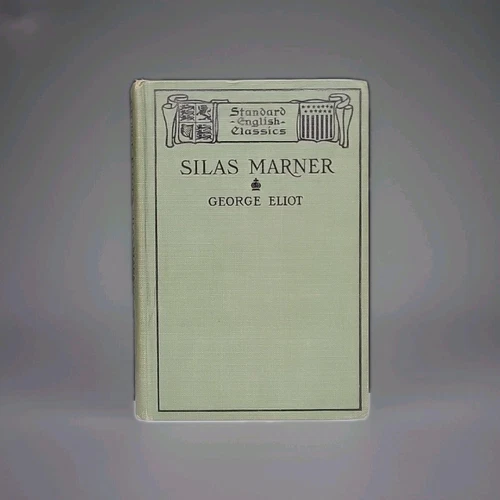 Standard
-English-
Classics
SILAS MARNER
GEORGE ELIOT